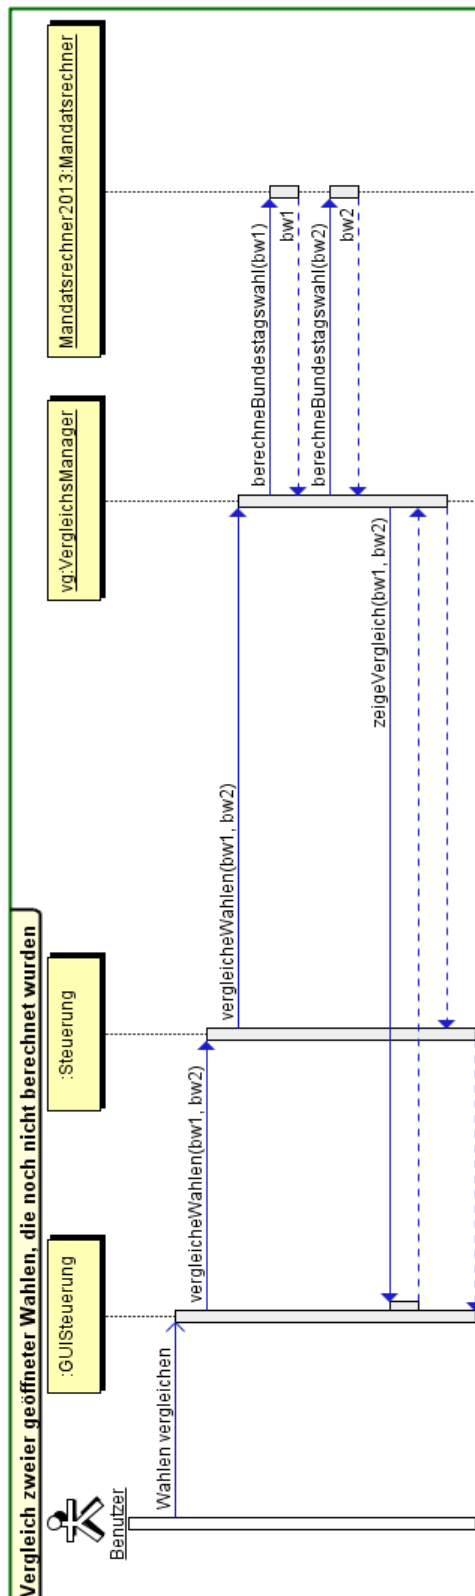 Vergleich zweier geöffneter Wahlen, die noch nicht berechnet wurden
Benutzer
:GUISteuerung
:Steuerung
vg:VergleichsManager
Mandatsrechner2013:Mandatsrechner
Wahlen vergleichen
vergleicheWahlen(bw1, bw2)
vergleicheWahlen(bw1, bw2)
berechneBundestagswahl(bw1)
bw1
berechneBundestagswahl(bw2)
bw2
zeigeVergleich(bw1, bw2)